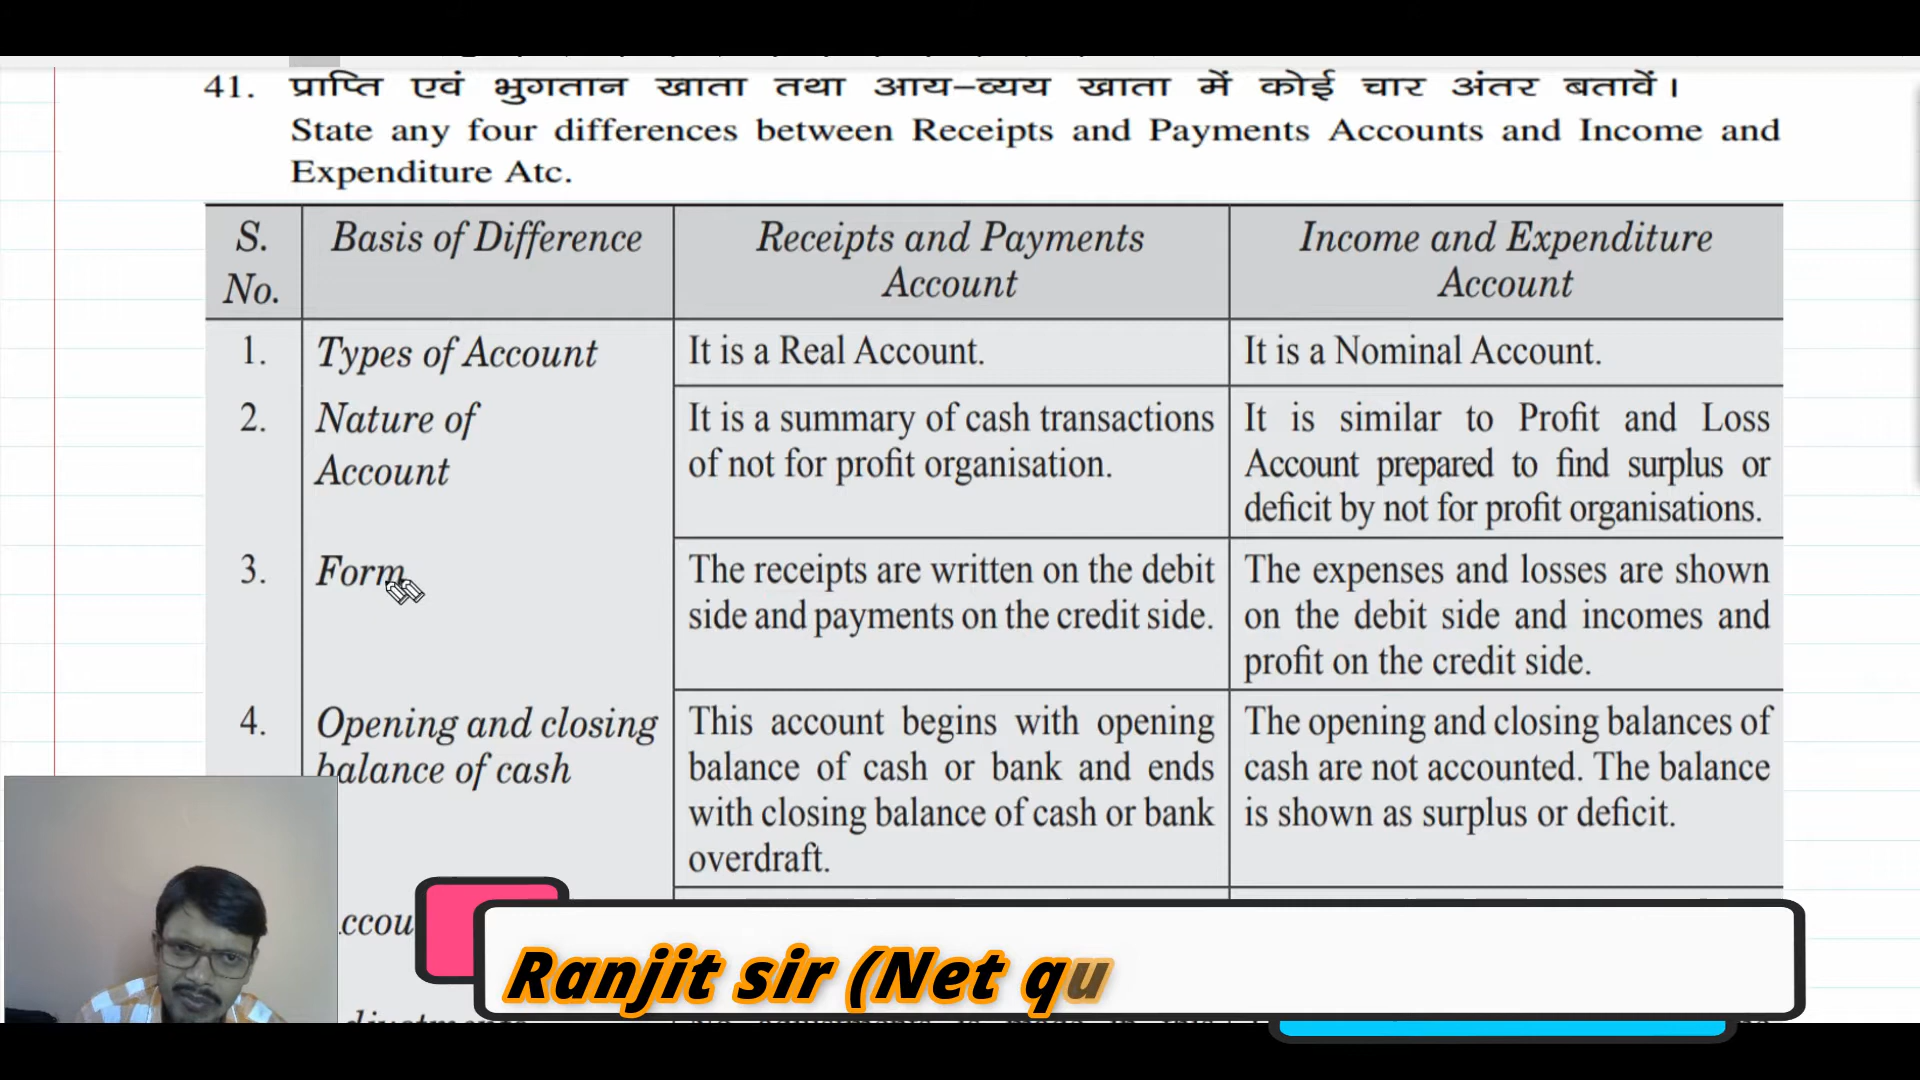 41. प्राप्ति एवं भुगतान खाता तथा आय-व्यय खाता में कोई चार अंतर बतावें।
State any four differences between Receipts and Payments Accounts and Income and
Expenditure Atc.
S. No.
Basis of Difference
Receipts and Payments
Account
Income and Expenditure
Account
1.
Types of Account
It is a Real Account.
It is a Nominal Account.
2.
Nature of
Account
It is a summary of cash transactions
of not for profit organisation.
It is similar to Profit and Loss
Account prepared to find surplus or
deficit by not for profit organisations.
3.
Form
The receipts are written on the debit
side and payments on the credit side.
The expenses and losses are shown
on the debit side and incomes and
profit on the credit side.
4.
Opening and closing
balance of cash
This account begins with opening
balance of cash or bank and ends
with closing balance of cash or bank
overdraft.
The opening and closing balances of
cash are not accounted. The balance
is shown as surplus or deficit.
Ranjit sir (Net qu